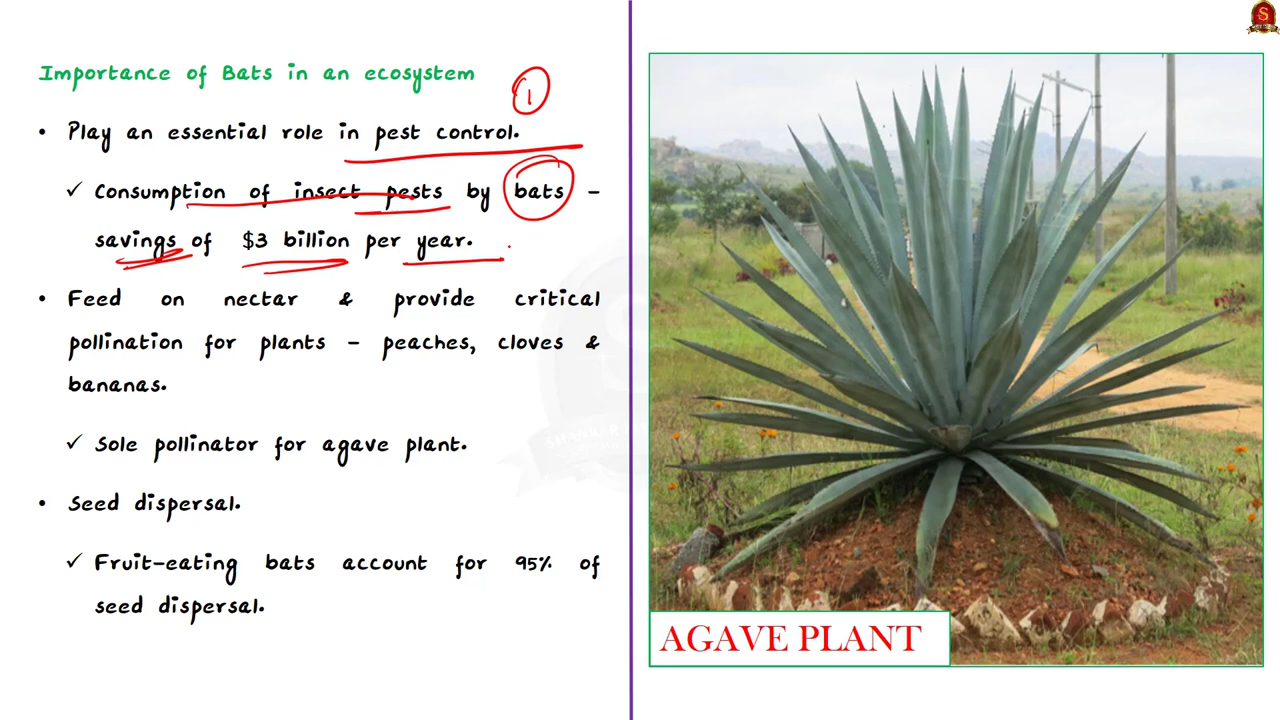 Importance of Bats in an ecosystem
1
• Play an essential role in pest control.
✓ Consumption of insect pests by bats –
savings of $3 billion per year.
• Feed on nectar & provide critical
pollination for plants – peaches, cloves &
bananas.
✓ Sole pollinator for agave plant.
• Seed dispersal.
✓ Fruit-eating bats account for 95% of
seed dispersal.
S
AGAVE PLANT